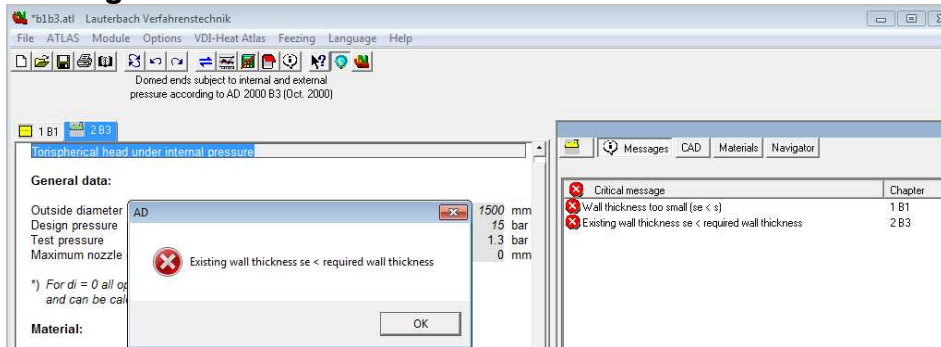 *b1b3.atl Lauterbach Verfahrenstechnik
File ATLAS Module Options VDI-Heat Atlas Feezing Language Help
Domed ends subject to internal and external
pressure according to AD 2000 B3 (Oct. 2000)
1 B1 2 B3
Torispherical head under internal pressure
General data:
Outside diameter 1500 mm
Design pressure 15 bar
Test pressure 1.3 bar
Maximum nozzle 0 mm
*) For di = 0 all
and can be
Material:
AD
Existing wall thickness se < required wall thickness
OK
Messages CAD Materials Navigator
Critical message Chapter
Wall thickness too small (se < s) 1 B1
Existing wall thickness se < required wall thickness 2 B3